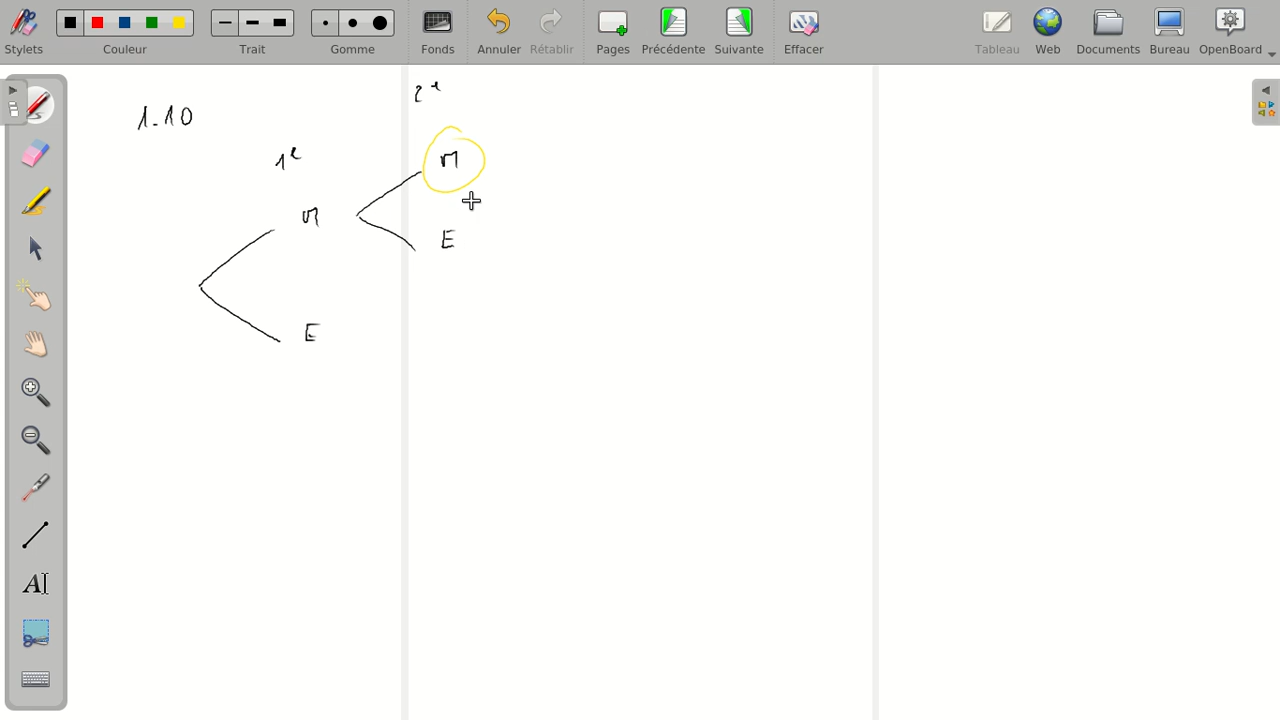 Stylets Couleur Trait Gomme Fonds Annuler Rétablir Pages Précédente Suivante Effacer Tableau Web Documents Bureau OpenBoard
2e
1.10
1e
M
M
E
E
A